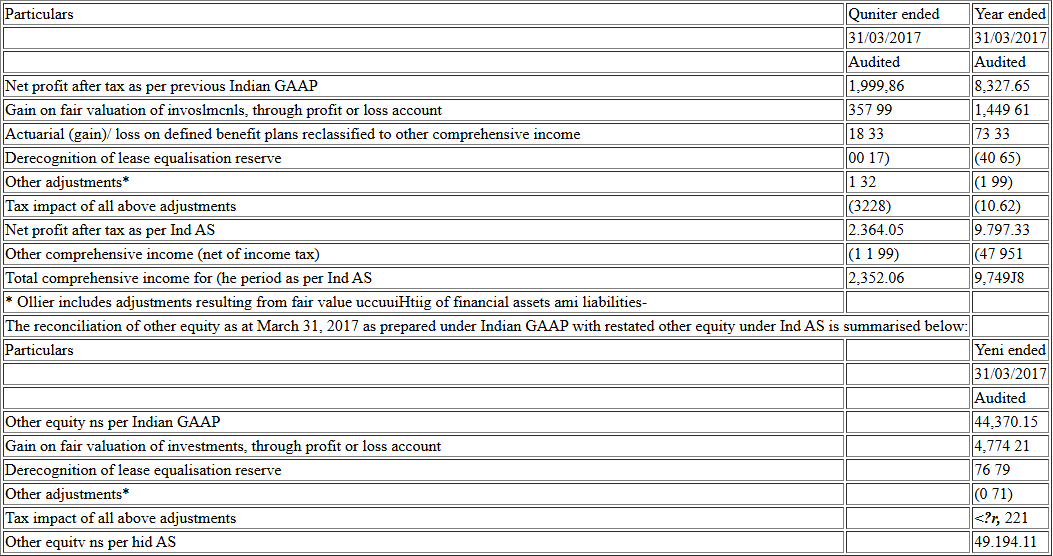 Particulars Quniter ended Year ended
31/03/2017 31/03/2017
Audited Audited
Net profit after tax as per previous Indian GAAP 1,999,86 8,327.65
Gain on fair valuation of invoslmcnls, through profit or loss account 357 99 1,449 61
Actuarial (gain)/ loss on defined benefit plans reclassified to other comprehensive income 18 33 73 33
Derecognition of lease equalisation reserve 00 17) (40 65)
Other adjustments* 1 32 (1 99)
Tax impact of all above adjustments (3228) (10.62)
Net profit after tax as per Ind AS 2.364.05 9.797.33
Other comprehensive income (net of income tax) (1 1 99) (47 951
Total comprehensive income for (he period as per Ind AS 2,352.06 9,749J8
* Ollier includes adjustments resulting from fair value uccuuiHtiig of financial assets ami liabilities-
The reconciliation of other equity as at March 31, 2017 as prepared under Indian GAAP with restated other equity under Ind AS is summarised below:
Particulars Yeni ended
31/03/2017
Audited
Other equity ns per Indian GAAP 44,370.15
Gain on fair valuation of investments, through profit or loss account 4,774 21
Derecognition of lease equalisation reserve 76 79
Other adjustments* (0 71)
Tax impact of all above adjustments <?r, 221
Other equitv ns per hid AS 49.194.11